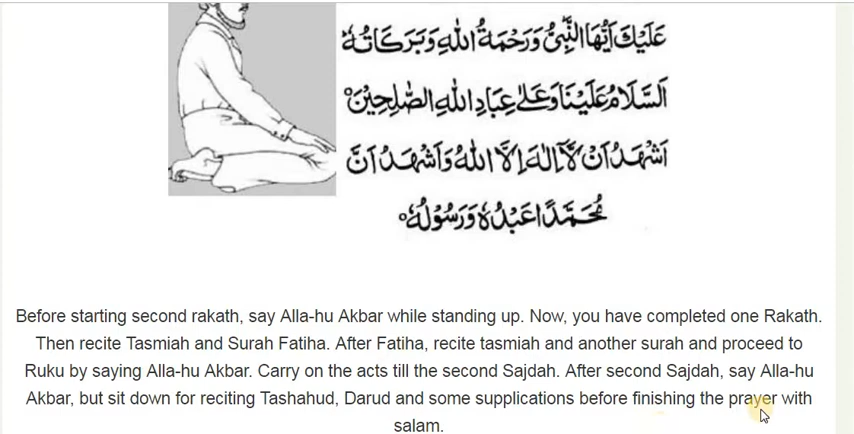 عَلَيْكَ اَيُّهَا النَّبِىُّ وَرَحْمَةُ اللهِ وَبَرَكَاتُهٗ
اَلسَّلَامُ عَلَيْنَا وَعَلٰى عِبَادِ اللهِ الصّٰلِحِيْنَ
اَشْهَدُ اَنْ لَّآ اِلٰهَ اِلَّا اللهُ وَاَشْهَدُ اَنَّ
مُحَمَّدًا عَبْدُهٗ وَرَسُوْلُهٗ
Before starting second rakath, say Alla-hu Akbar while standing up. Now, you have completed one Rakath.
Then recite Tasmiah and Surah Fatiha. After Fatiha, recite tasmiah and another surah and proceed to
Ruku by saying Alla-hu Akbar. Carry on the acts till the second Sajdah. After second Sajdah, say Alla-hu
Akbar, but sit down for reciting Tashahud, Darud and some supplications before finishing the prayer with
salam.